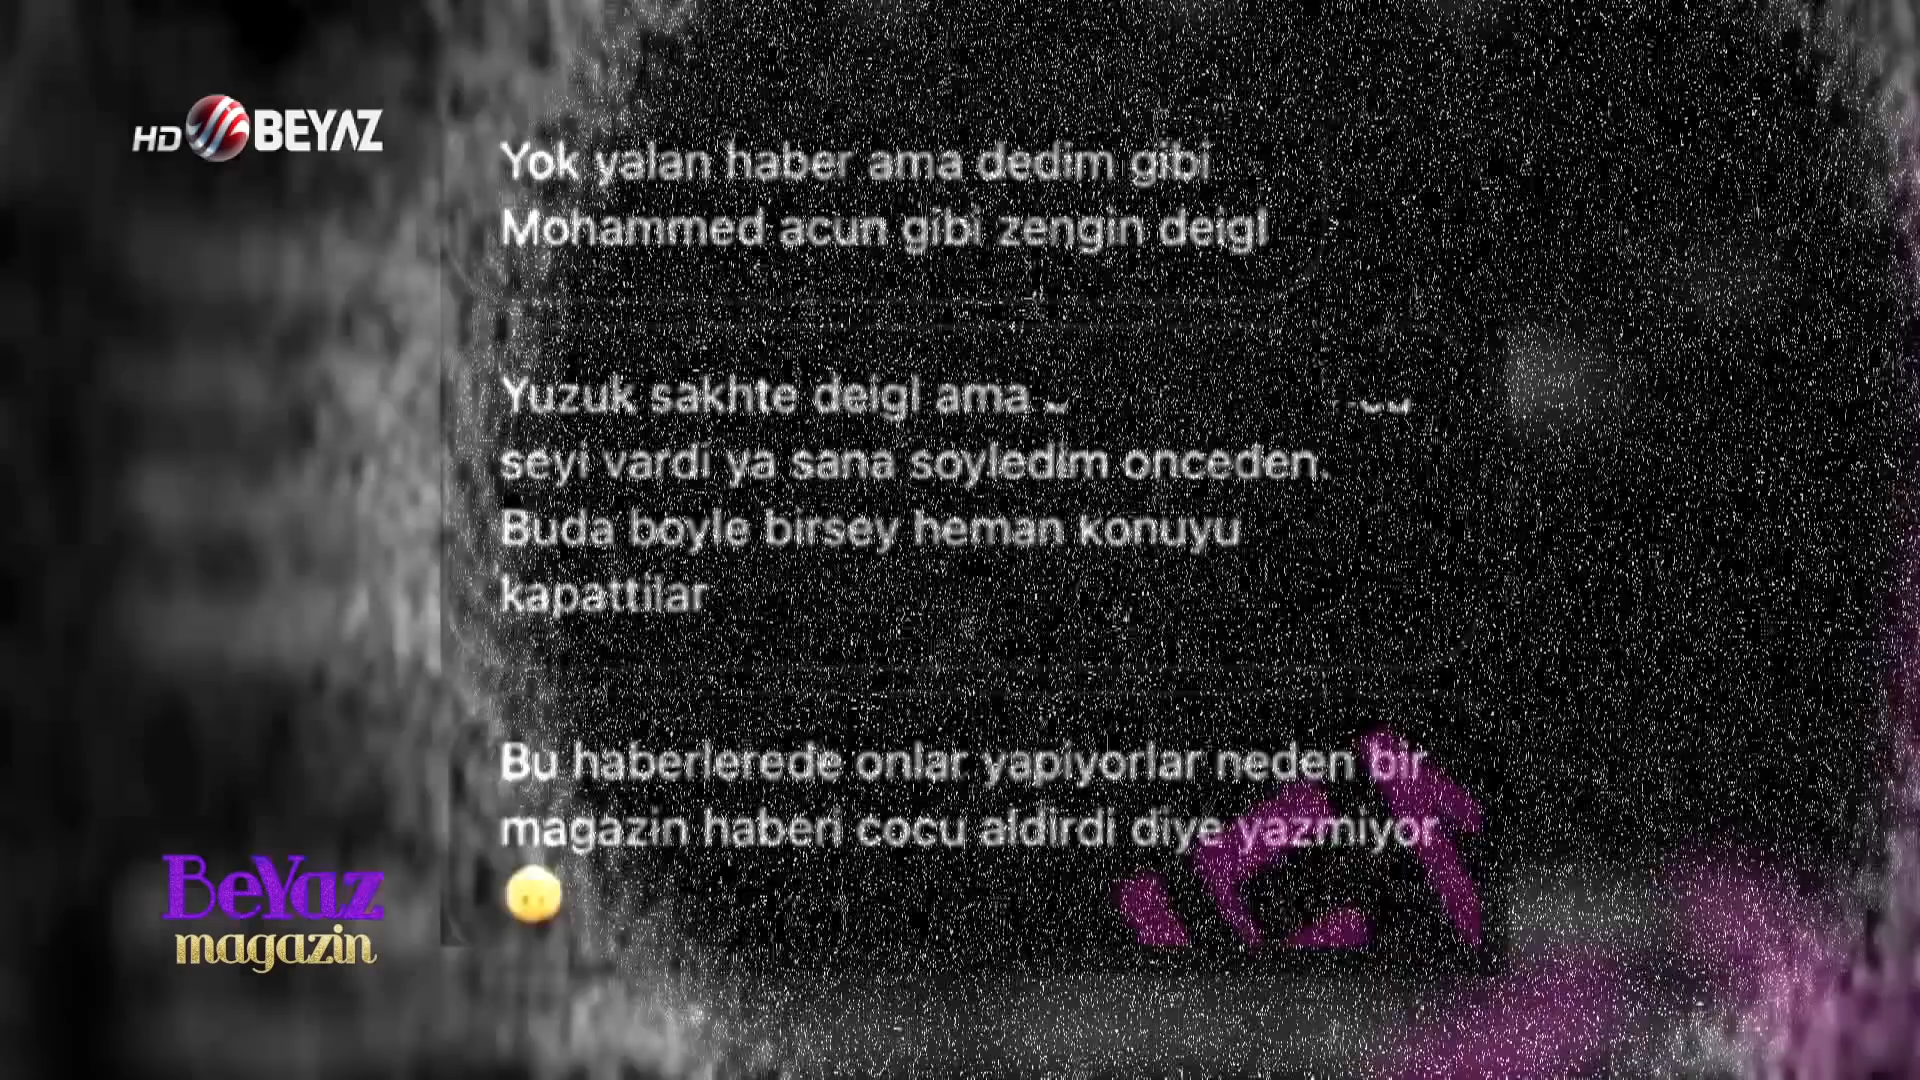 HD BEYAZ
Yok yalan haber ama dedim gibi
Mohammed acun gibi zengin deigl
Yuzuk sakhte deigl ama
seyi vardi ya sana soyledim onceden.
Buda boyle birsey heman konuyu
kapattilar
Bu haberlerede onlar yapiyorlar neden bir
magazin haberi cocu aldirdi diye yazmiyor
BeYaz
magazin